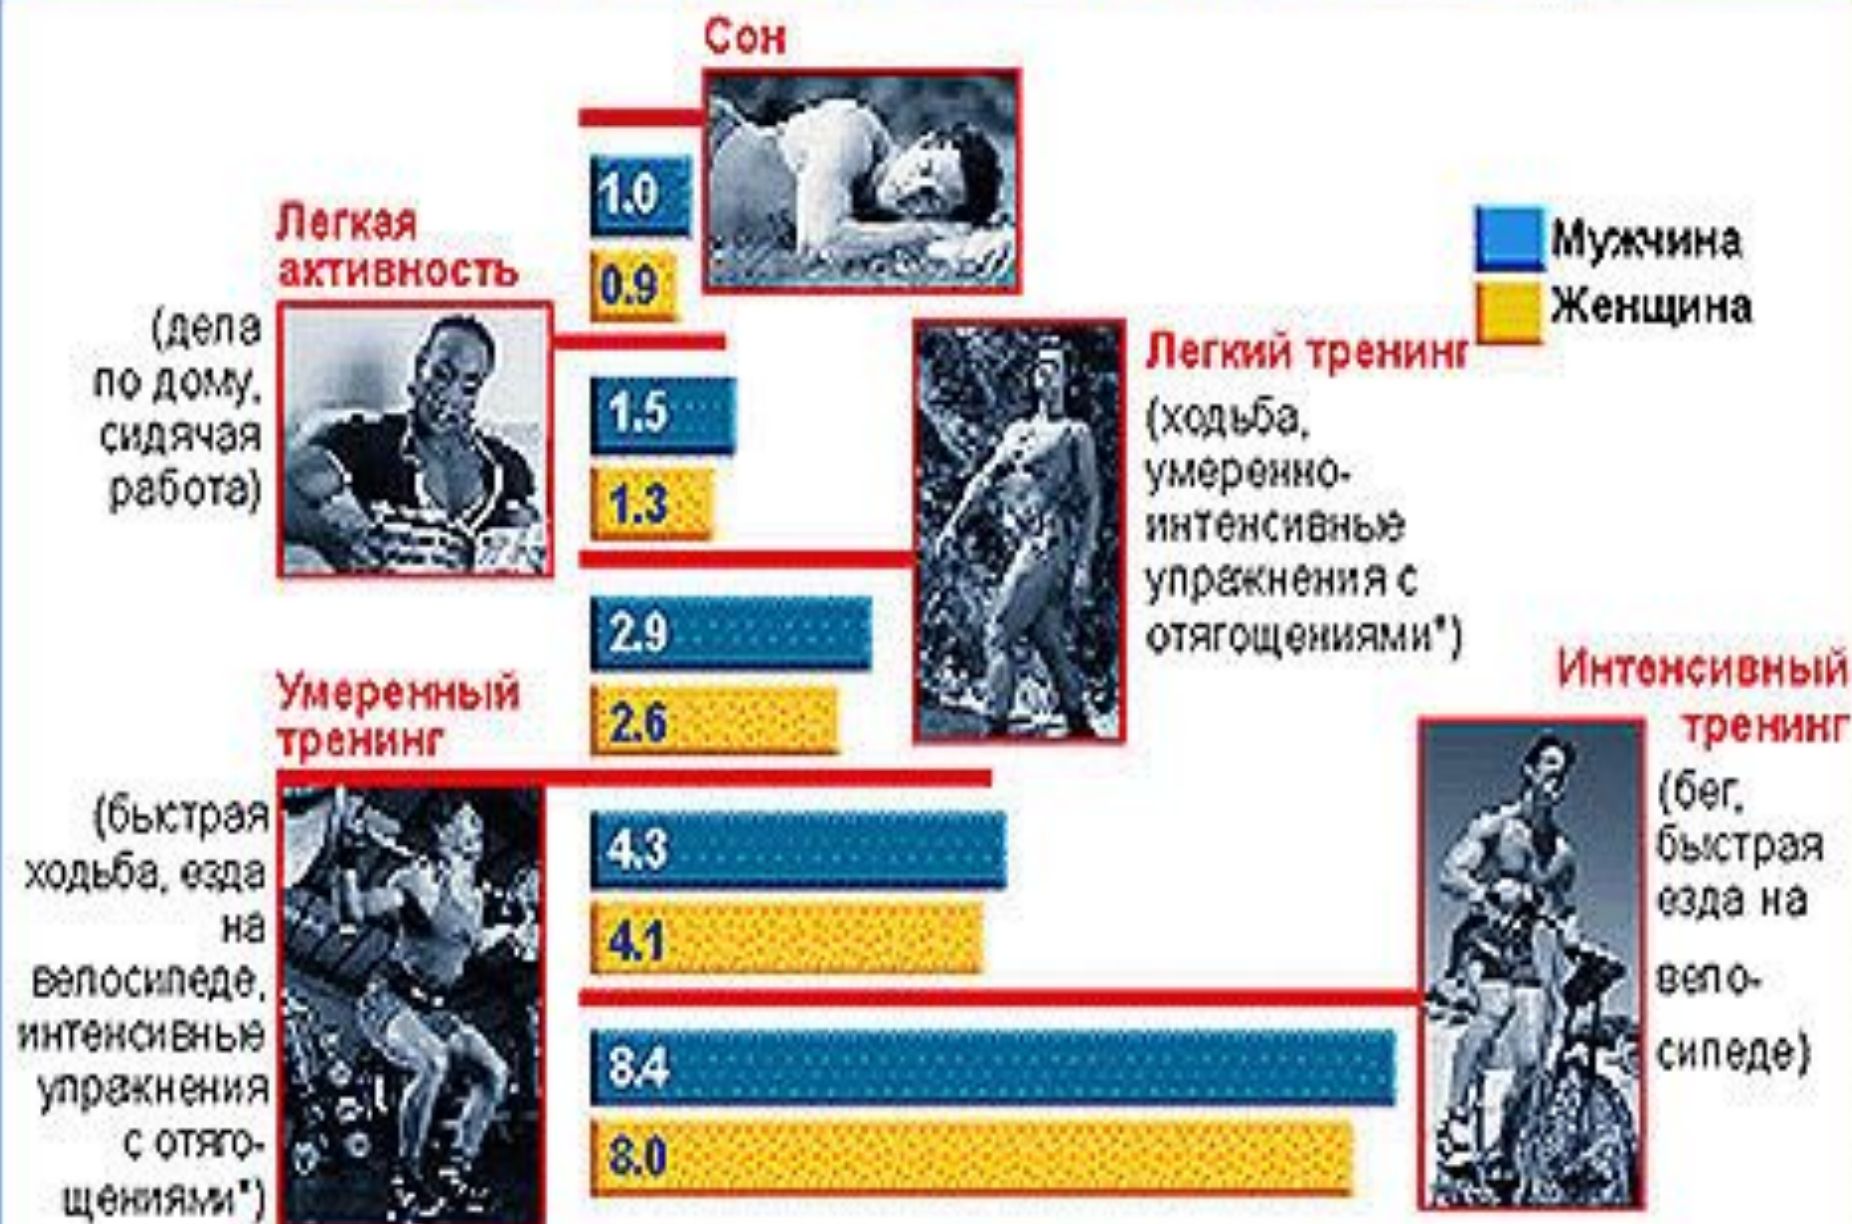 Сон
1.0
0.9
Легкая
активность
(дела
по дому,
сидячая
работа)
1.5
1.3
Мужчина
Женщина
Легкий тренинг
(ходьба,
умеренно-
интенсивные
упражнения с
отягощениями*)
2.9
2.6
Умеренный
тренинг
(быстрая
ходьба, езда
на
велосипеде,
интенсивные
упражнения
с отяго-
щениями*)
4.3
4.1
Интенсивный
тренинг
(бег,
быстрая
езда на
вело-
сипеде)
8.4
8.0